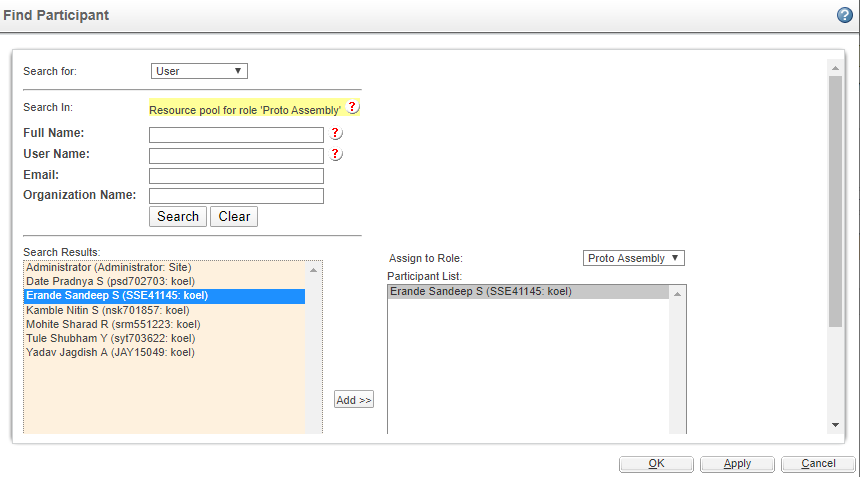 Find Participant
?
Search for:
User
Search In:
Resource pool for role 'Proto Assembly' ?
Full Name:
?
User Name:
?
Email:
Organization Name:
Search Clear
Search Results:
Administrator (Administrator: Site)
Date Pradnya S (psd702703: koel)
Erande Sandeep S (SSE41145: koel)
Kamble Nitin S (nsk701857: koel)
Mohite Sharad R (srm551223: koel)
Tule Shubham Y (syt703622: koel)
Yadav Jagdish A (JAY15049: koel)
Add >>
Assign to Role:
Proto Assembly
Participant List:
Erande Sandeep S (SSE41145: koel)
OK Apply Cancel